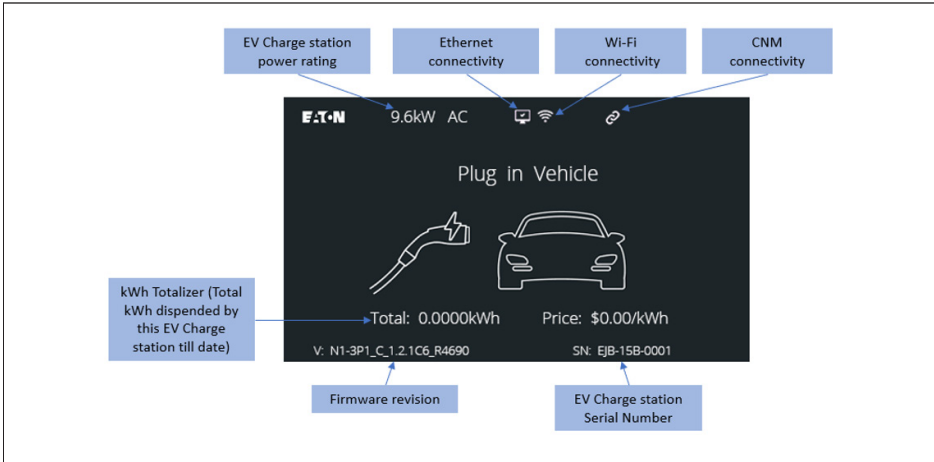 EV Charge station
power rating
Ethernet
connectivity
Wi-Fi
connectivity
CNM
connectivity
EATON 9.6kW AC
Plug in Vehicle
kWh Totalizer (Total
kWh dispended by
this EV Charge
station till date)
Total: 0.0000kWh Price: $0.00/kWh
V: N1-3P1_C_1.2.1C6_R4690 SN: EJB-15B-0001
Firmware revision
EV Charge station
Serial Number